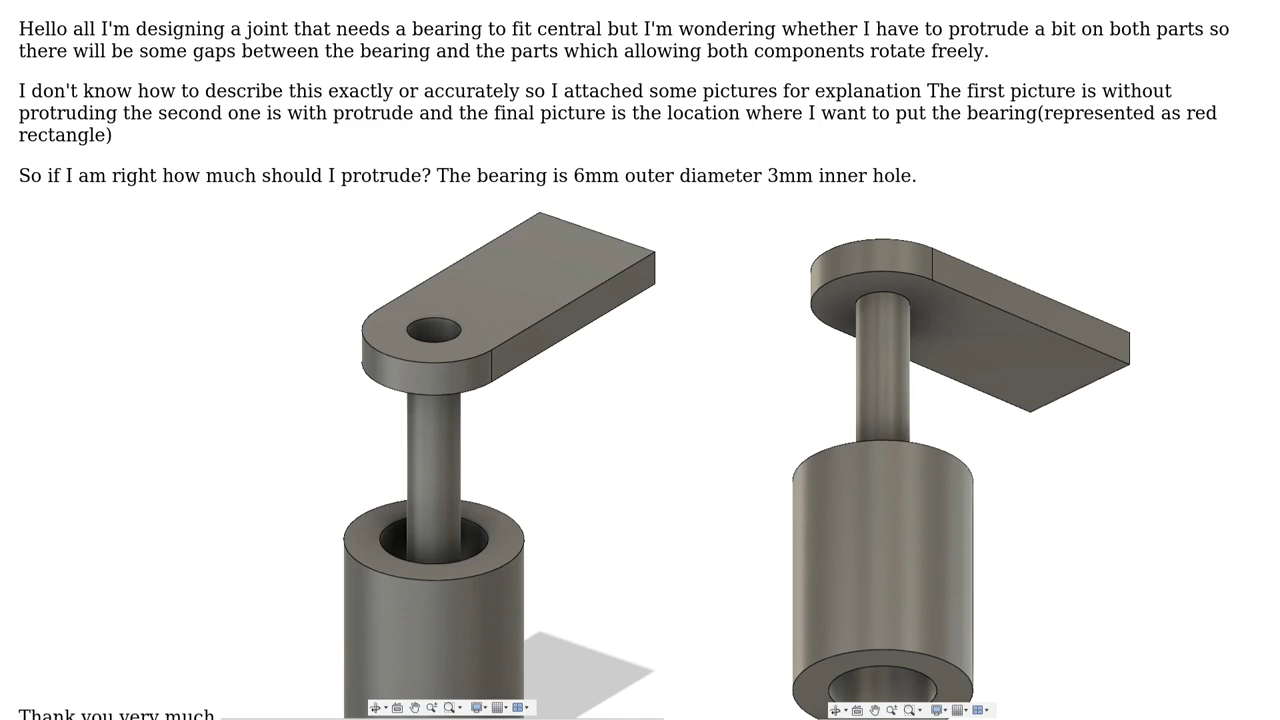 Hello all I'm designing a joint that needs a bearing to fit central but I'm wondering whether I have to protrude a bit on both parts so
there will be some gaps between the bearing and the parts which allowing both components rotate freely.
I don't know how to describe this exactly or accurately so I attached some pictures for explanation The first picture is without
protruding the second one is with protrude and the final picture is the location where I want to put the bearing(represented as red
rectangle)
So if I am right how much should I protrude? The bearing is 6mm outer diameter 3mm inner hole.
Thank you very much